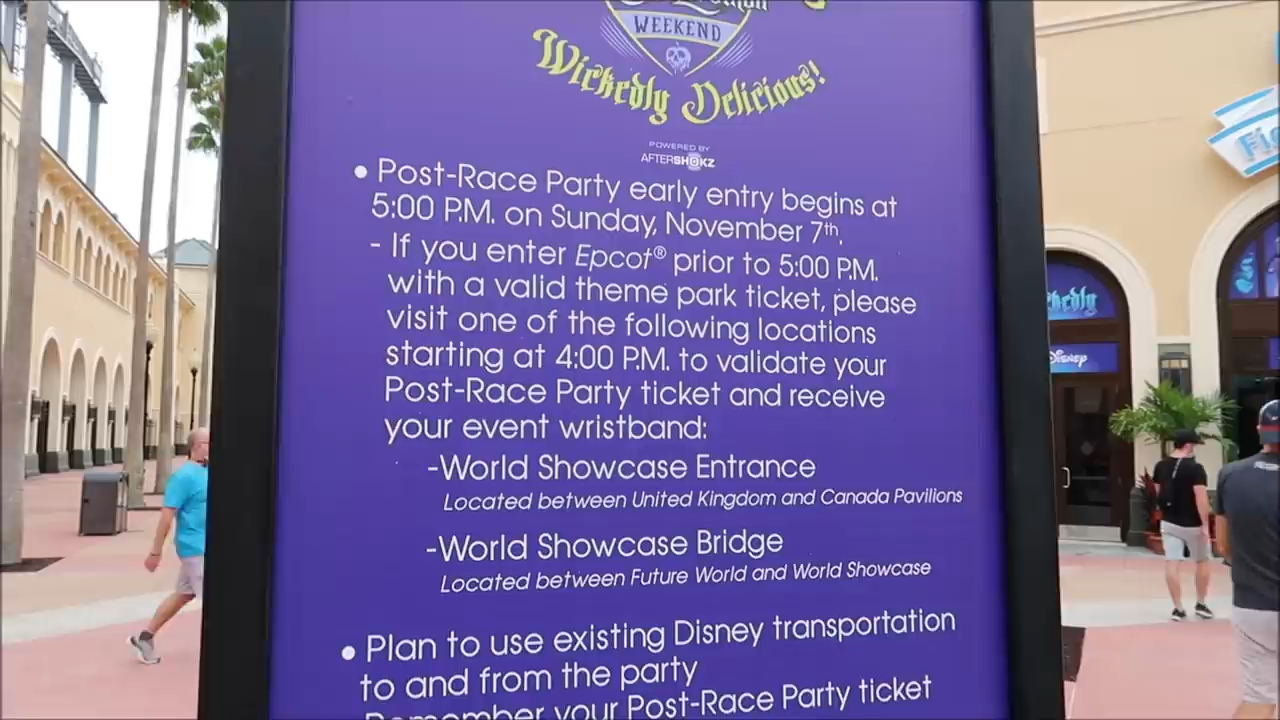 WEEKEND
Wickedly Delicious!
POWERED BY
AFTERSHOKZ
• Post-Race Party early entry begins at
5:00 P.M. on Sunday, November 7th.
- If you enter Epcot® prior to 5:00 P.M.
with a valid theme park ticket, please
visit one of the following locations
starting at 4:00 P.M. to validate your
Post-Race Party ticket and receive
your event wristband:
-World Showcase Entrance
Located between United Kingdom and Canada Pavilions
-World Showcase Bridge
Located between Future World and World Showcase
• Plan to use existing Disney transportation
to and from the party
Remember your Post-Race Party ticket
Disney